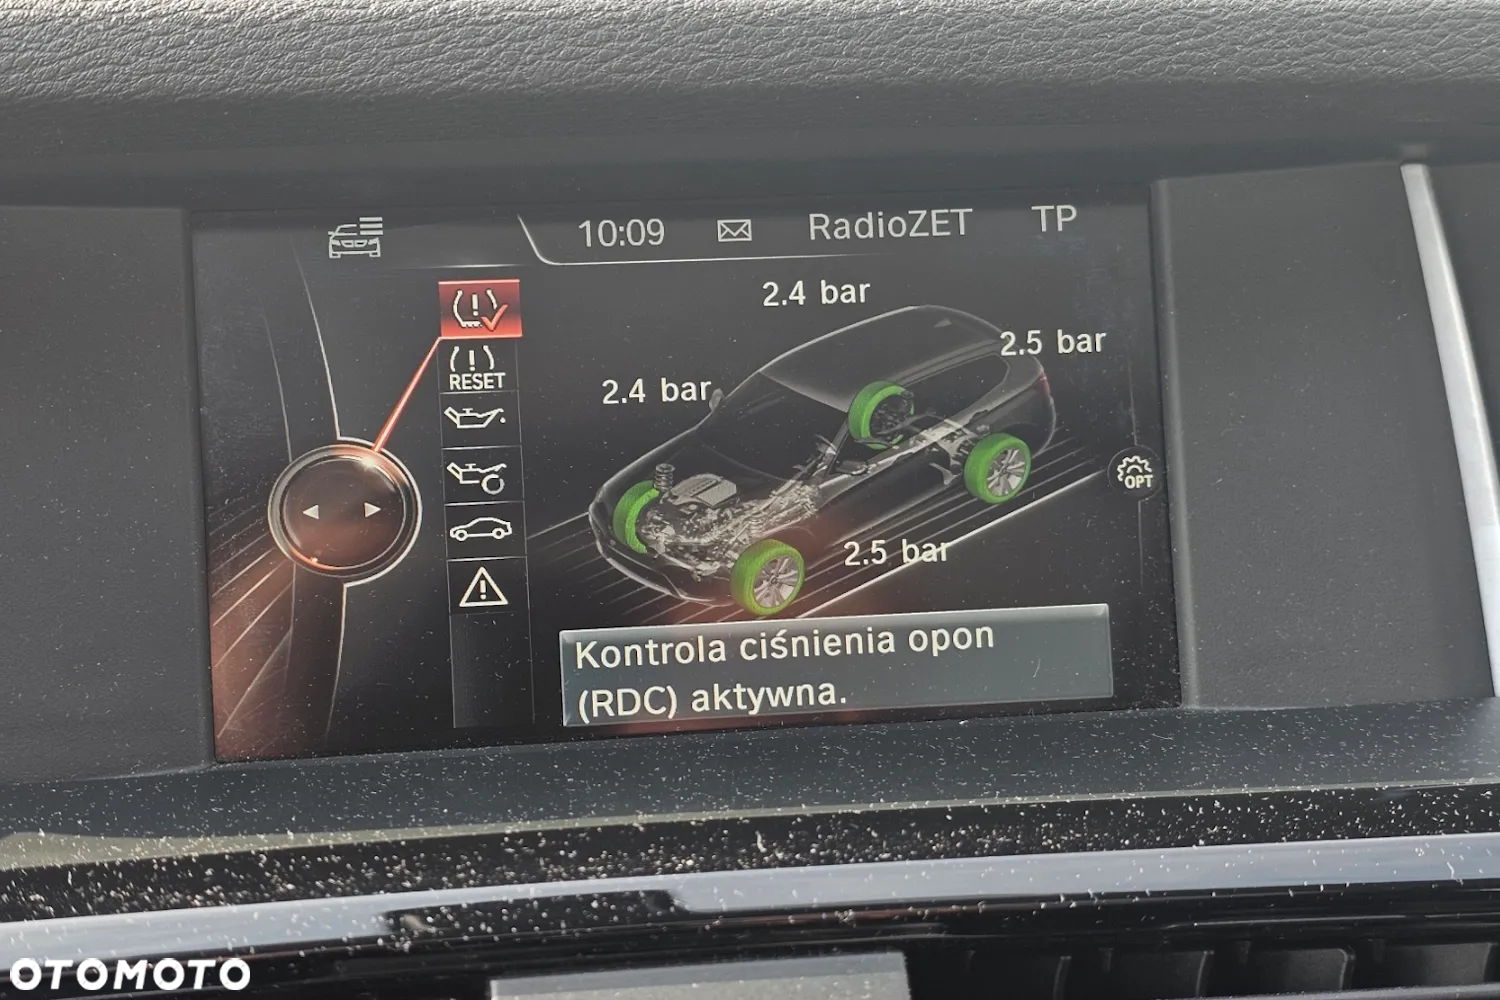 10:09 RadioZET TP
2.4 bar
2.5 bar
2.4 bar
RESET
OPT
2.5 bar
Kontrola ciśnienia opon
(RDC) aktywna.
OTOMOTO